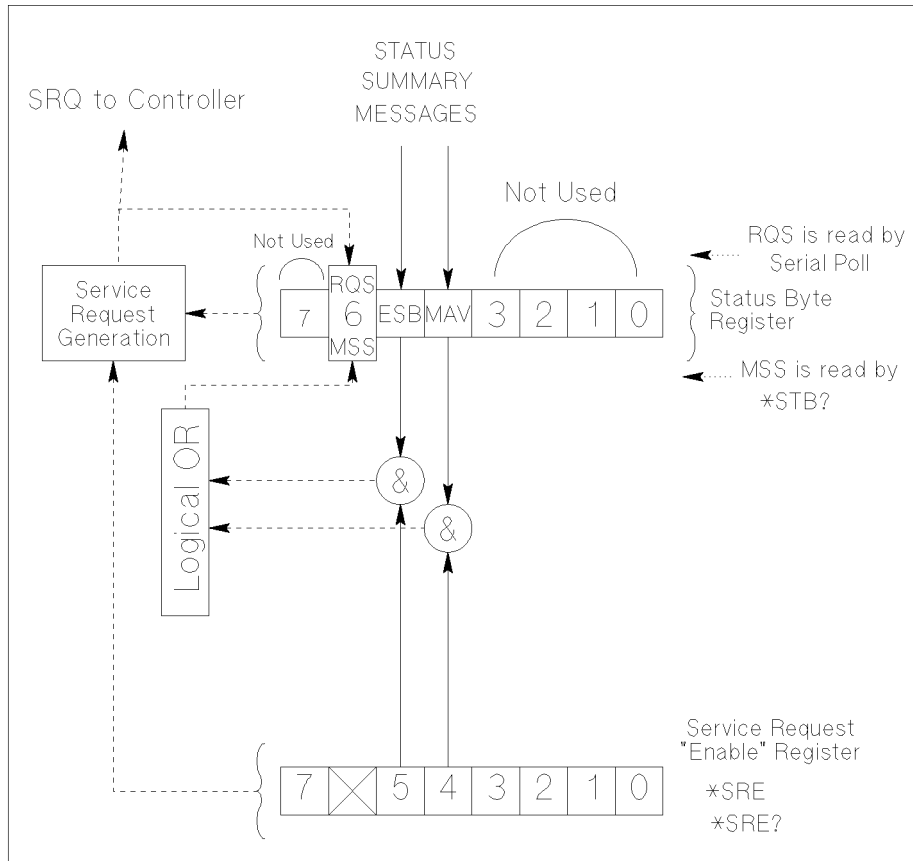 STATUS
SUMMARY
MESSAGES
SRQ to Controller
Not Used
Not Used
RQS is read by
Serial Poll
Service
Request
Generation
7 RQS 6 MSS ESB MAV 3 2 1 0
Status Byte
Register
MSS is read by
*STB?
&
&
Logical OR
Service Request
"Enable" Register
7 5 4 3 2 1 0
*SRE
*SRE?